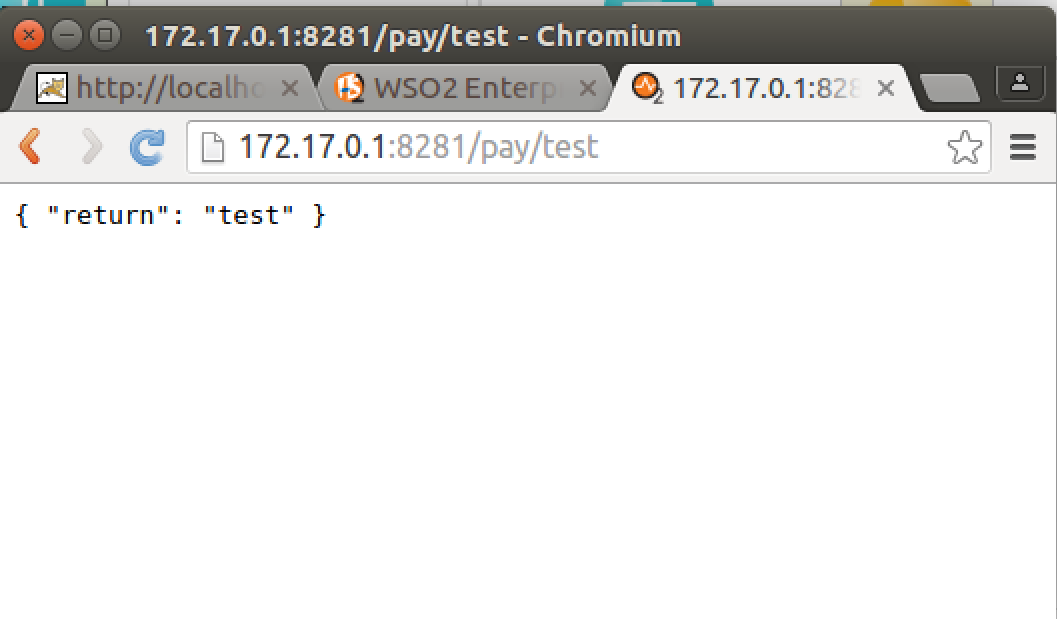 172.17.0.1:8281/pay/test - Chromium
http://localho
WSO2 Enterp
172.17.0.1:828
172.17.0.1:8281/pay/test
{ "return": "test" }